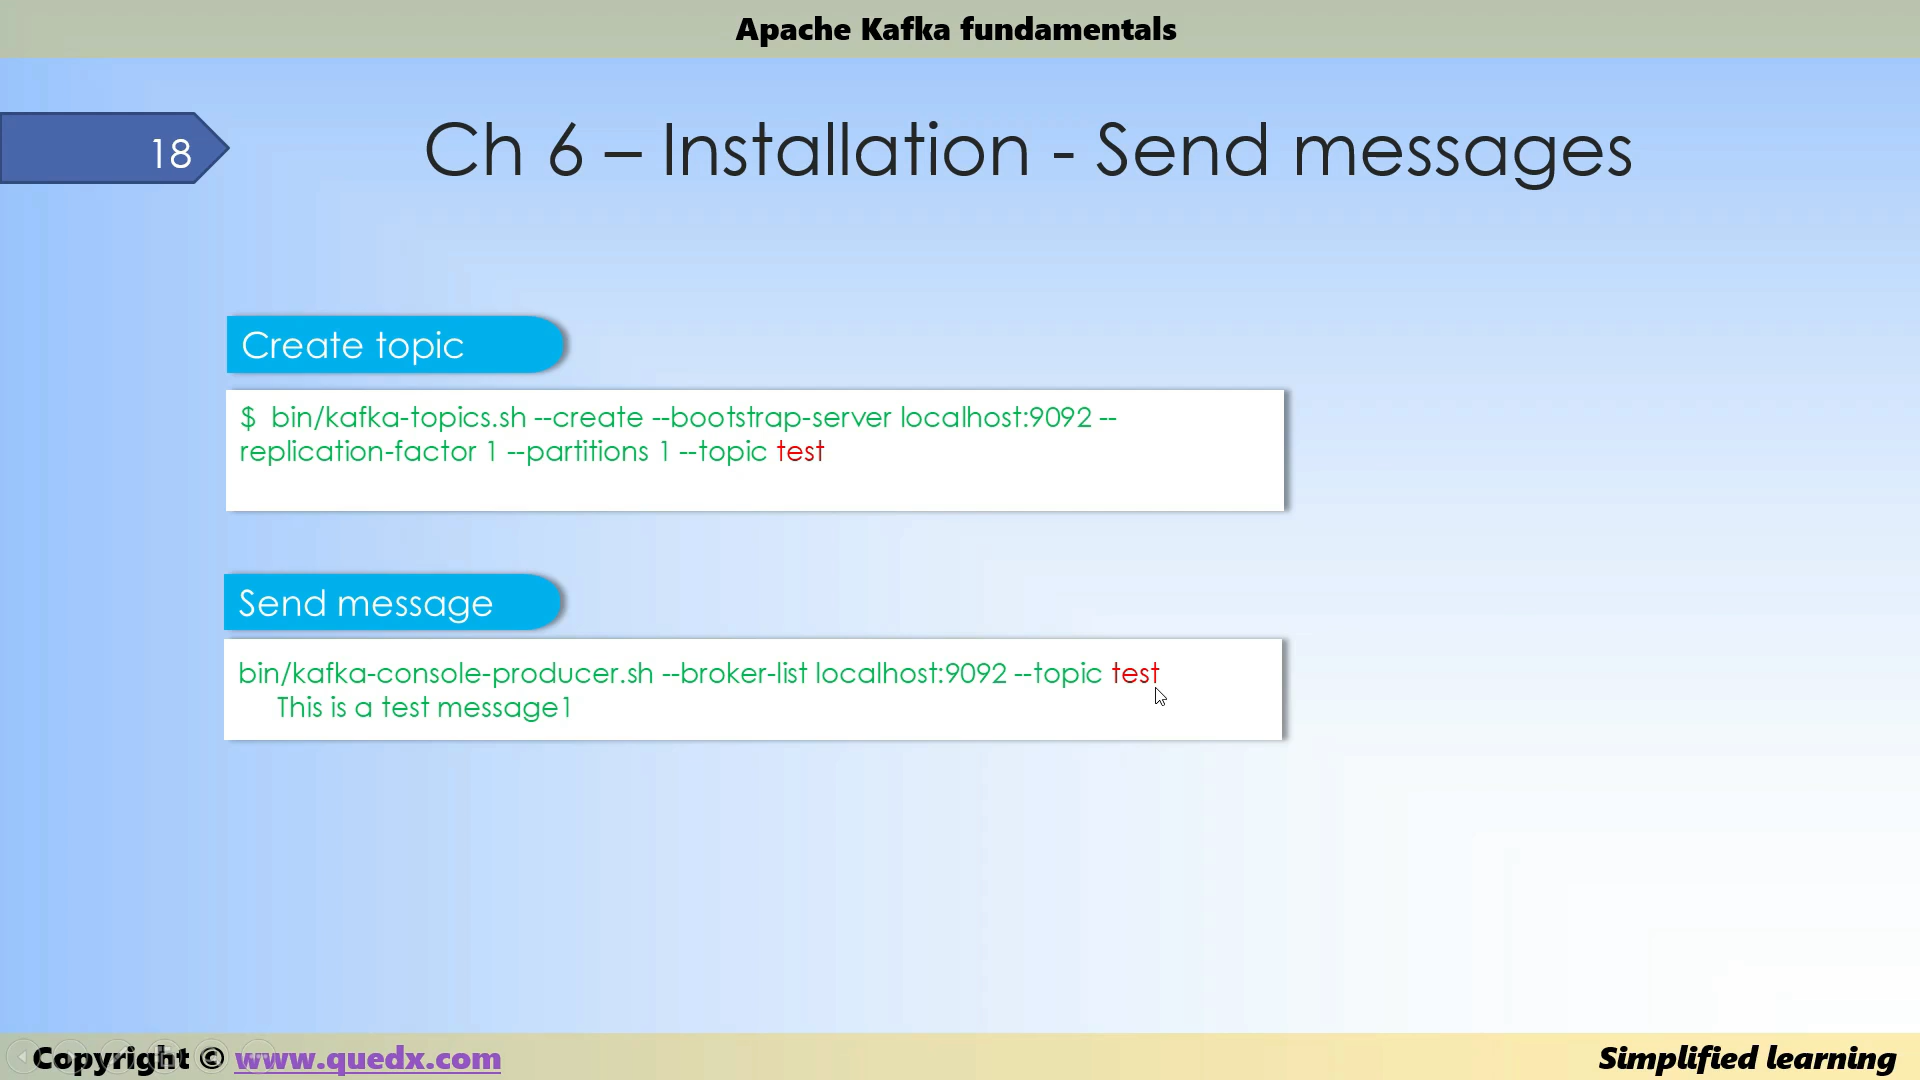 Apache Kafka fundamentals
18
Ch 6 – Installation - Send messages
Create topic
$ bin/kafka-topics.sh --create --bootstrap-server localhost:9092 --
replication-factor 1 --partitions 1 --topic test
Send message
bin/kafka-console-producer.sh --broker-list localhost:9092 --topic test
This is a test message1
Copyright © www.quedx.com
Simplified learning